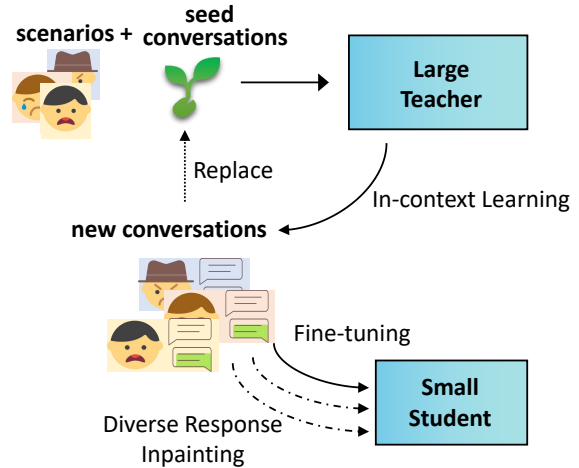 scenarios + seed
conversations
Large
Teacher
Replace
In-context Learning
new conversations
Fine-tuning
Small
Student
Diverse Response
Inpainting